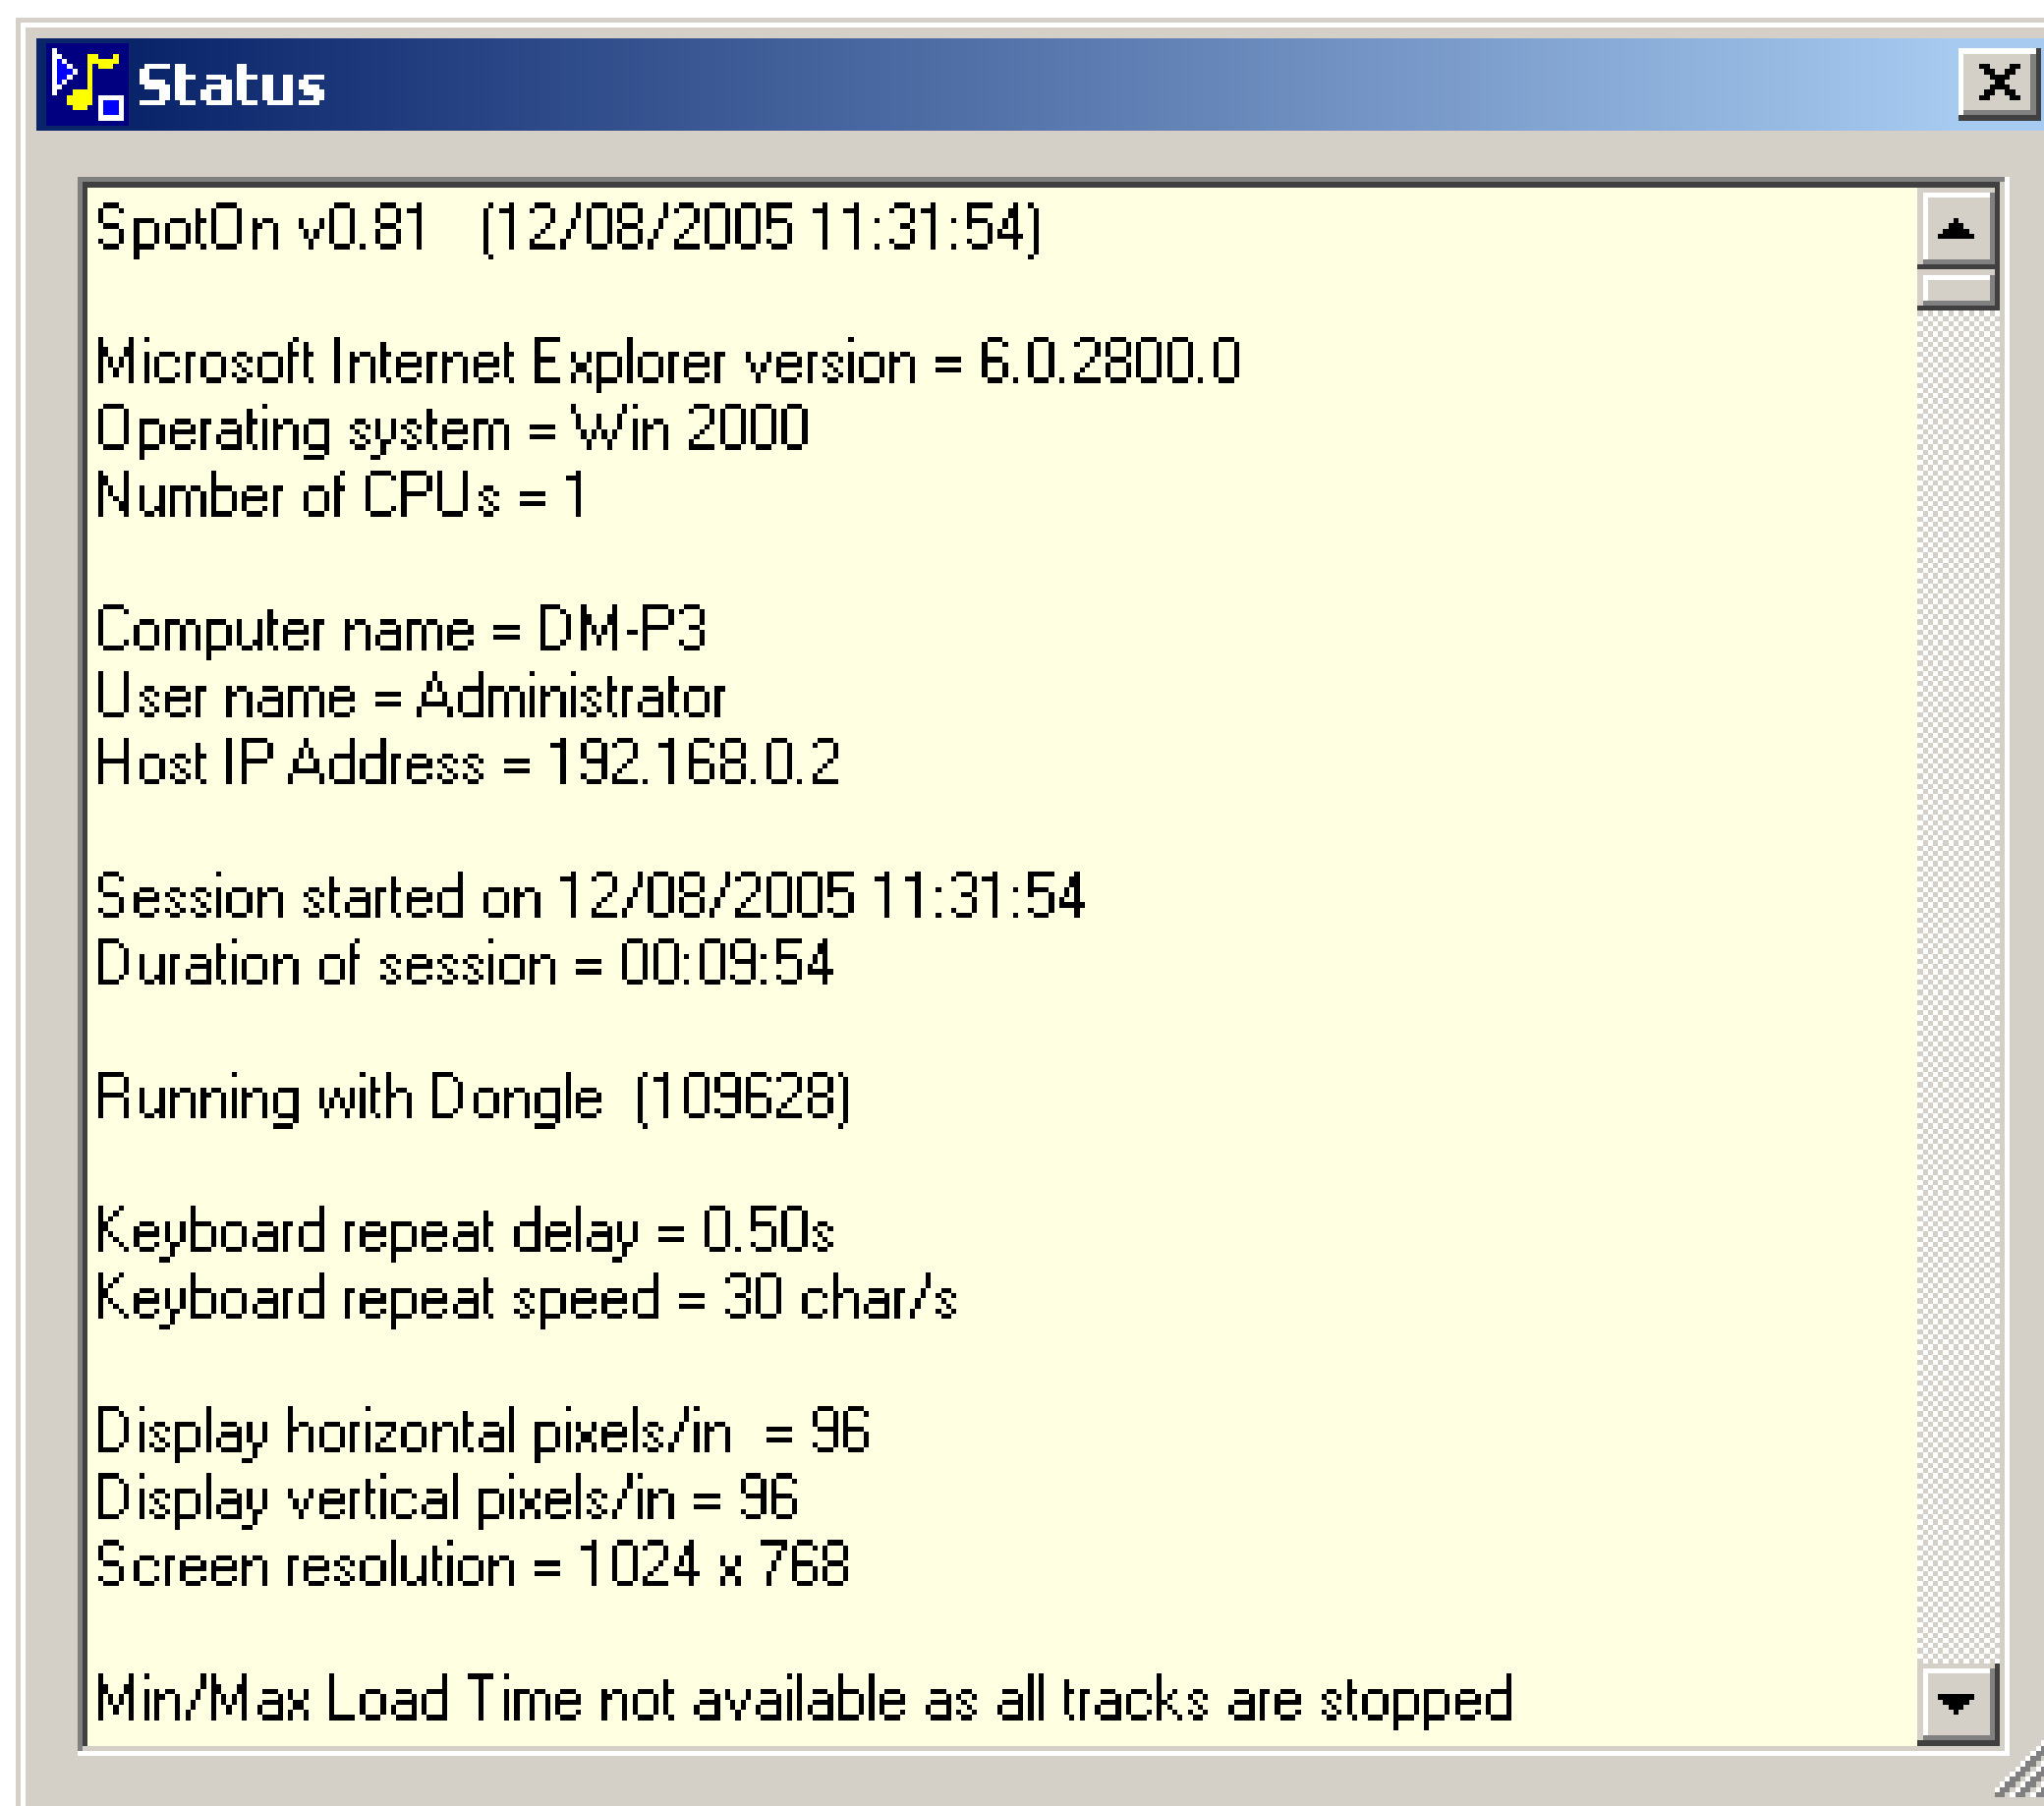 Status
SpotOn v0.81   (12/08/2005 11:31:54)
Microsoft Internet Explorer version = 6.0.2800.0
Operating system = Win 2000
Number of CPUs = 1
Computer name = DM-P3
User name = Administrator
Host IP Address = 192.168.0.2
Session started on 12/08/2005 11:31:54
Duration of session = 00:09:54
Running with Dongle  (109628)
Keyboard repeat delay = 0.50s
Keyboard repeat speed = 30 char/s
Display horizontal pixels/in  = 96
Display vertical pixels/in = 96
Screen resolution = 1024 x 768
Min/Max Load Time not available as all tracks are stopped